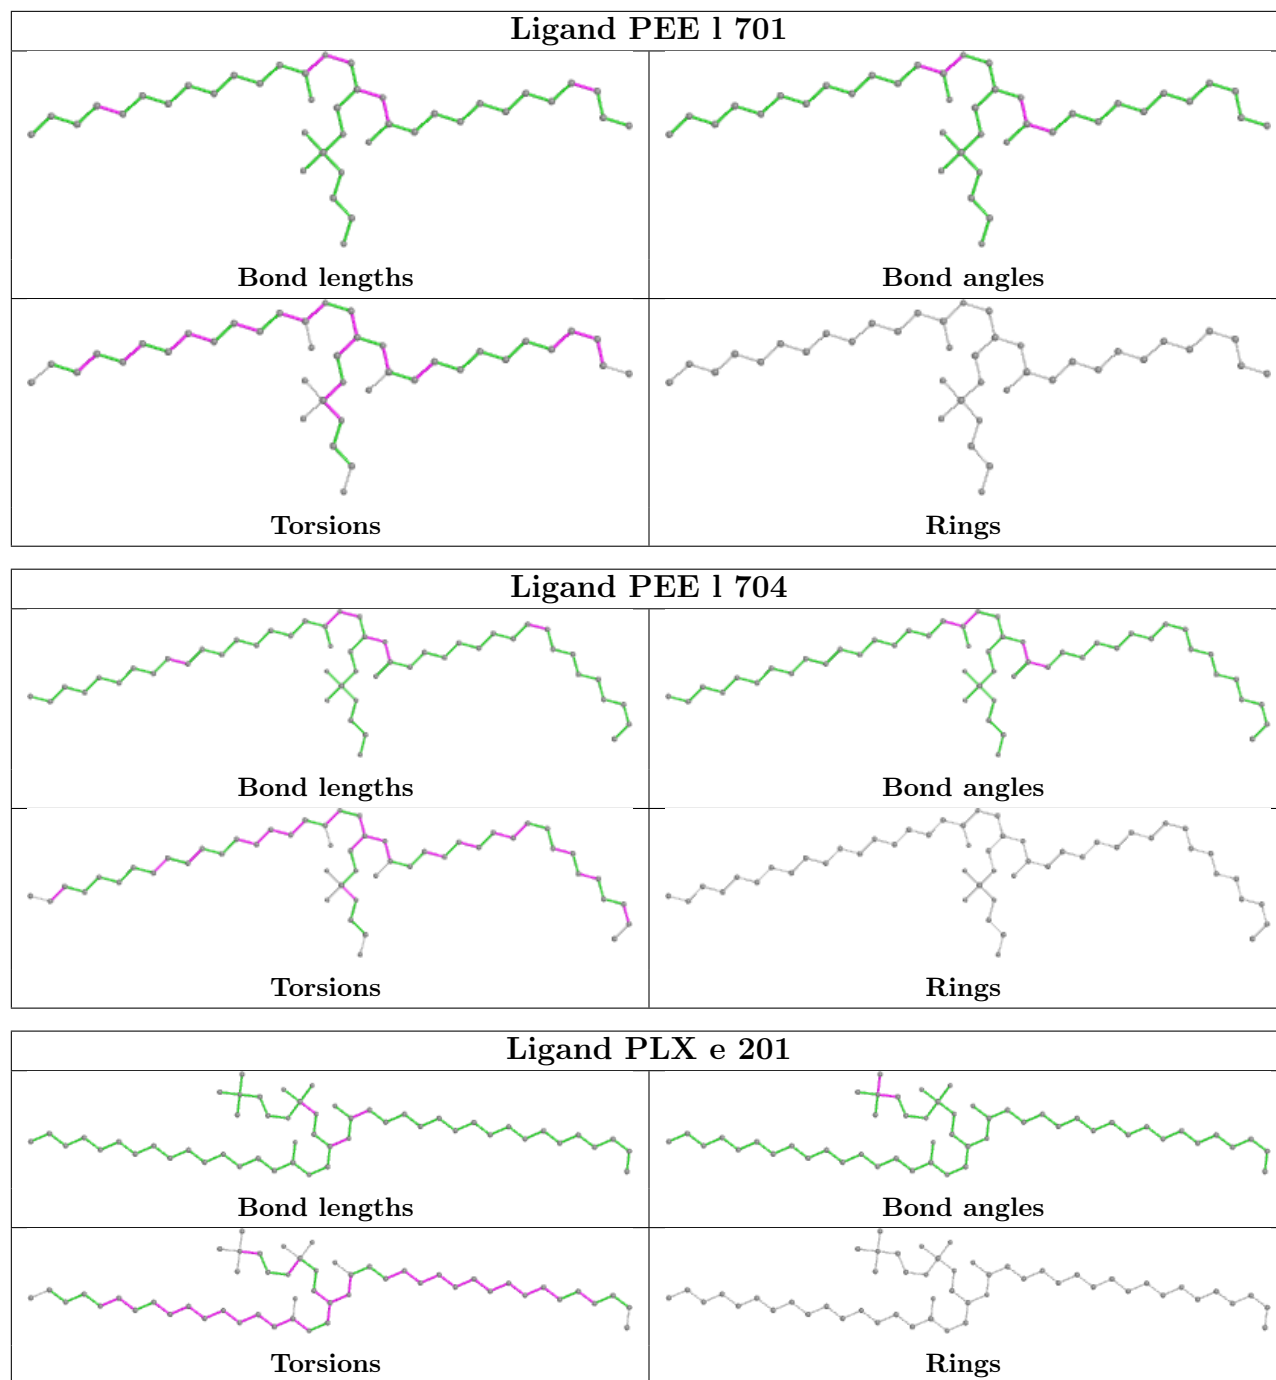 Ligand PEE l 701
Bond lengths
Bond angles
Torsions
Rings
Ligand PEE l 704
Bond lengths
Bond angles
Torsions
Rings
Ligand PLX e 201
Bond lengths
Bond angles
Torsions
Rings